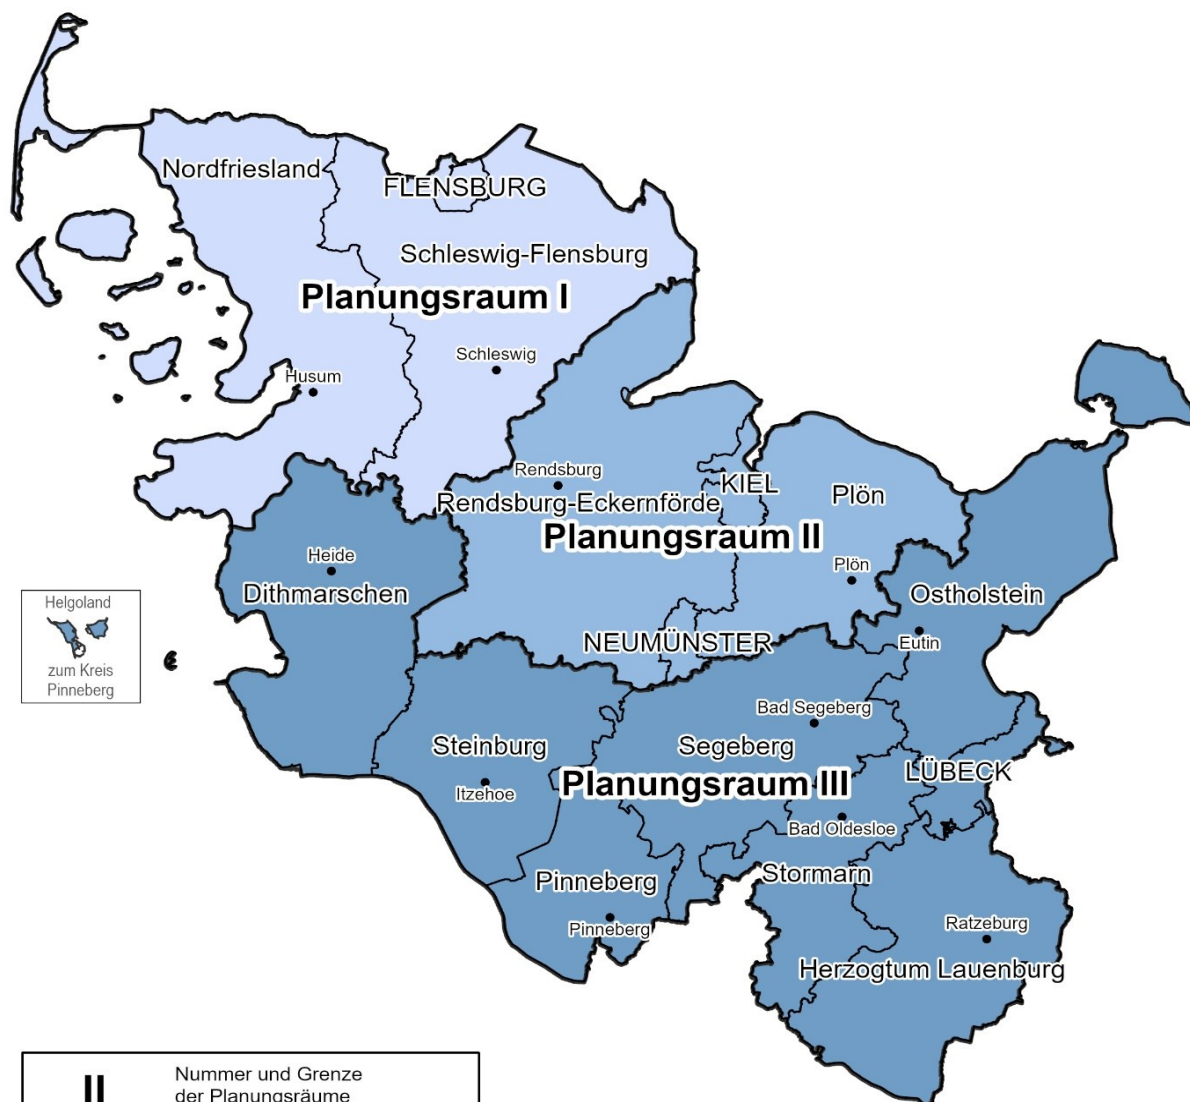 Nordfriesland
FLENSBURG
Schleswig-Flensburg
Planungsraum I
Schleswig
Husum
Rendsburg
KIEL
Rendsburg-Eckernförde
Plön
Planungsraum II
Heide
Plön
Dithmarschen
Ostholstein
Helgoland
zum Kreis
Pinneberg
NEUMÜNSTER
Eutin
Bad Segeberg
Steinburg
Segeberg
LÜBECK
Planungsraum III
Itzehoe
Bad Oldesloe
Stormarn
Pinneberg
Pinneberg
Ratzeburg
Herzogtum Lauenburg
II
Nummer und Grenze
der Planungsräume